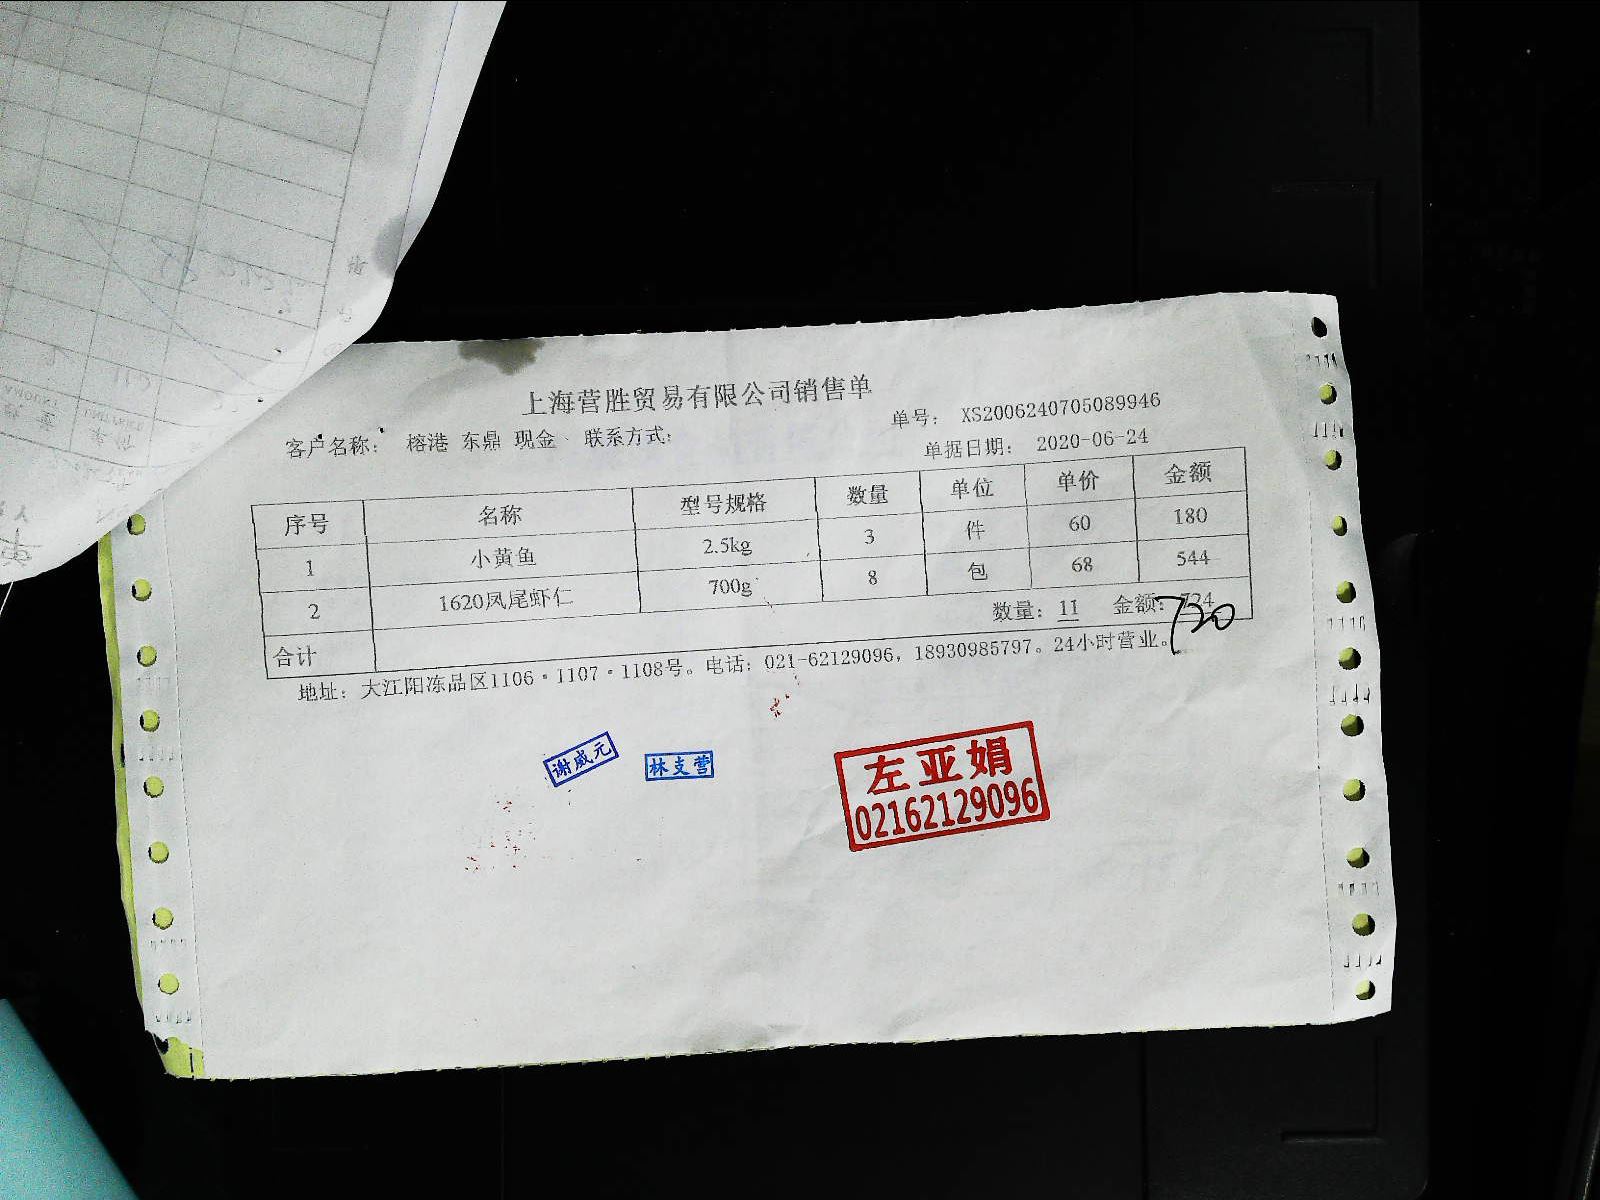 上海营胜贸易有限公司销售单
单号: XS2006240705089946
客户名称: 榕港 东鼎 现金 联系方式:
单据日期: 2020-06-24
序号 名称 型号规格 数量 单位 单价 金额
1 小黄鱼 2.5kg 3 件 60 180
2 1620凤尾虾仁 700g 8 包 68 544
合计 数量: 11 金额: 724
720
地址: 大江阳冻品区1106·1107·1108号。电话: 021-62129096, 18930985797。24小时营业。
谢威元
林支营
左亚娟
02162129096